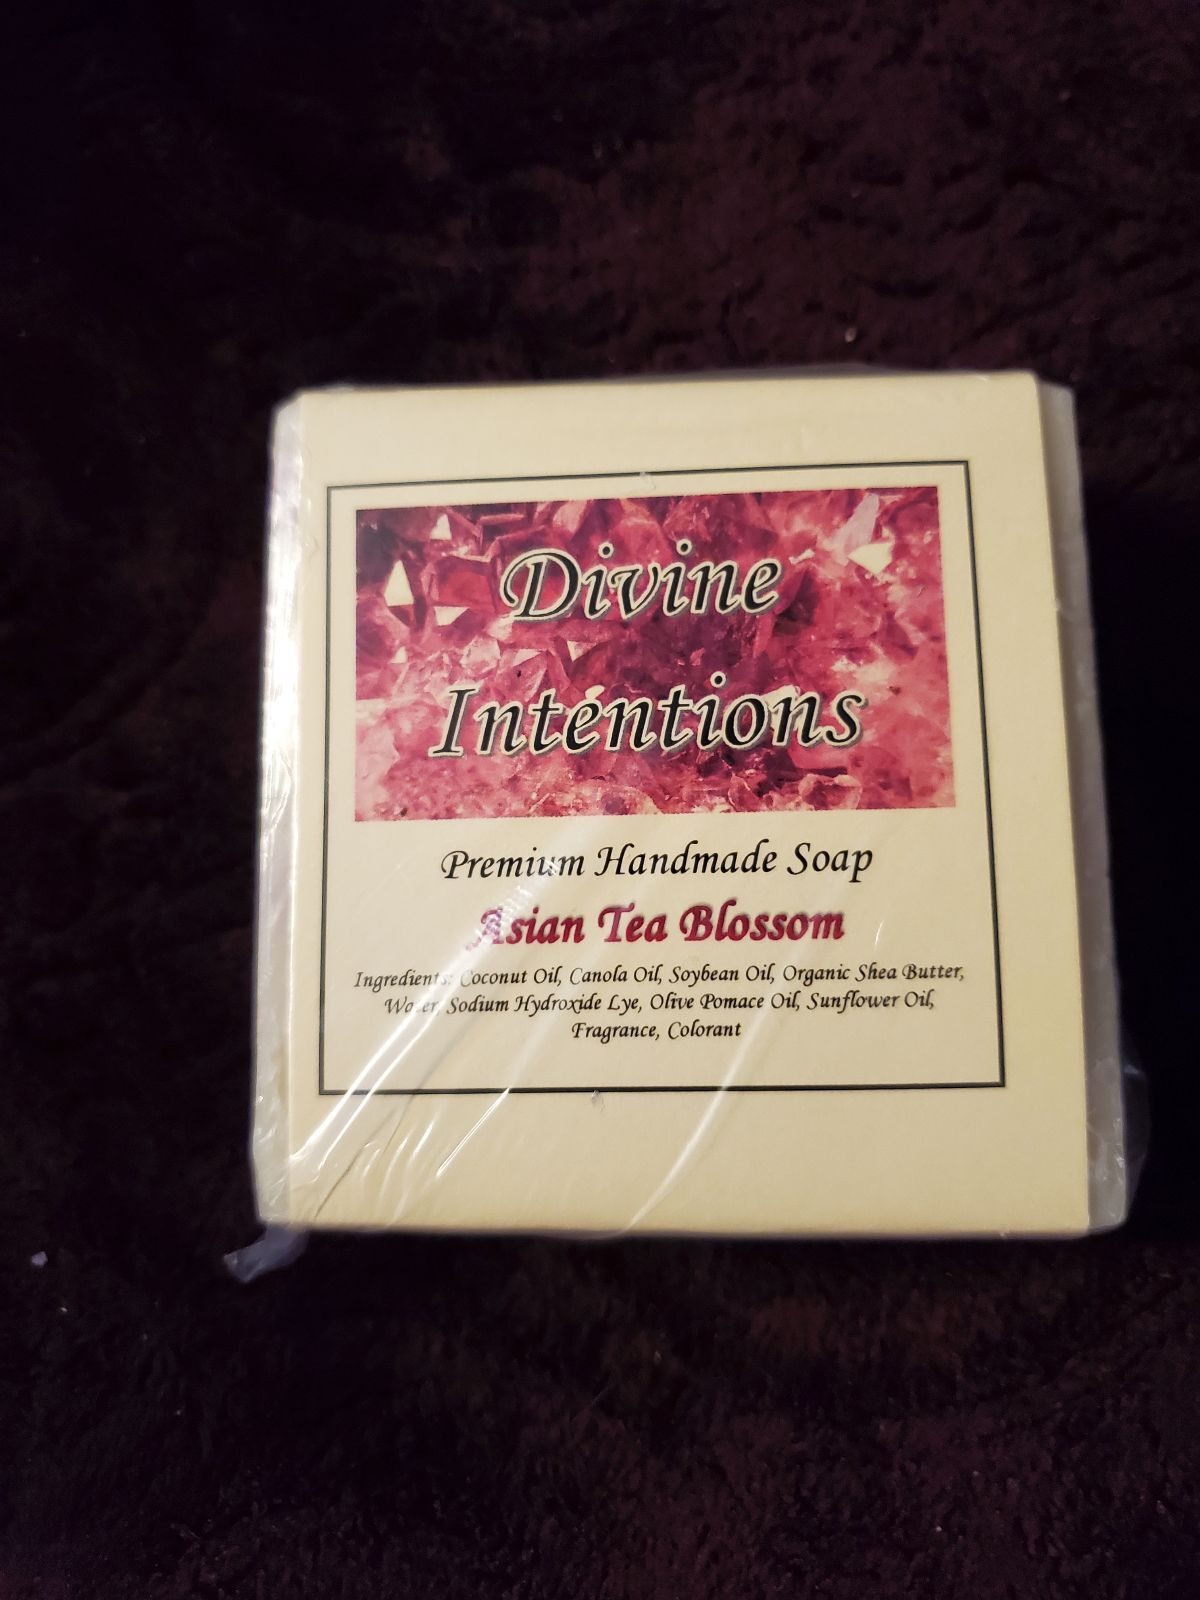 Divine
Intentions
Premium Handmade Soap
Asian Tea Blossom
Ingredients: Coconut Oil, Canola Oil, Soybean Oil, Organic Shea Butter,
Water, Sodium Hydroxide Lye, Olive Pomace Oil, Sunflower Oil,
Fragrance, Colorant